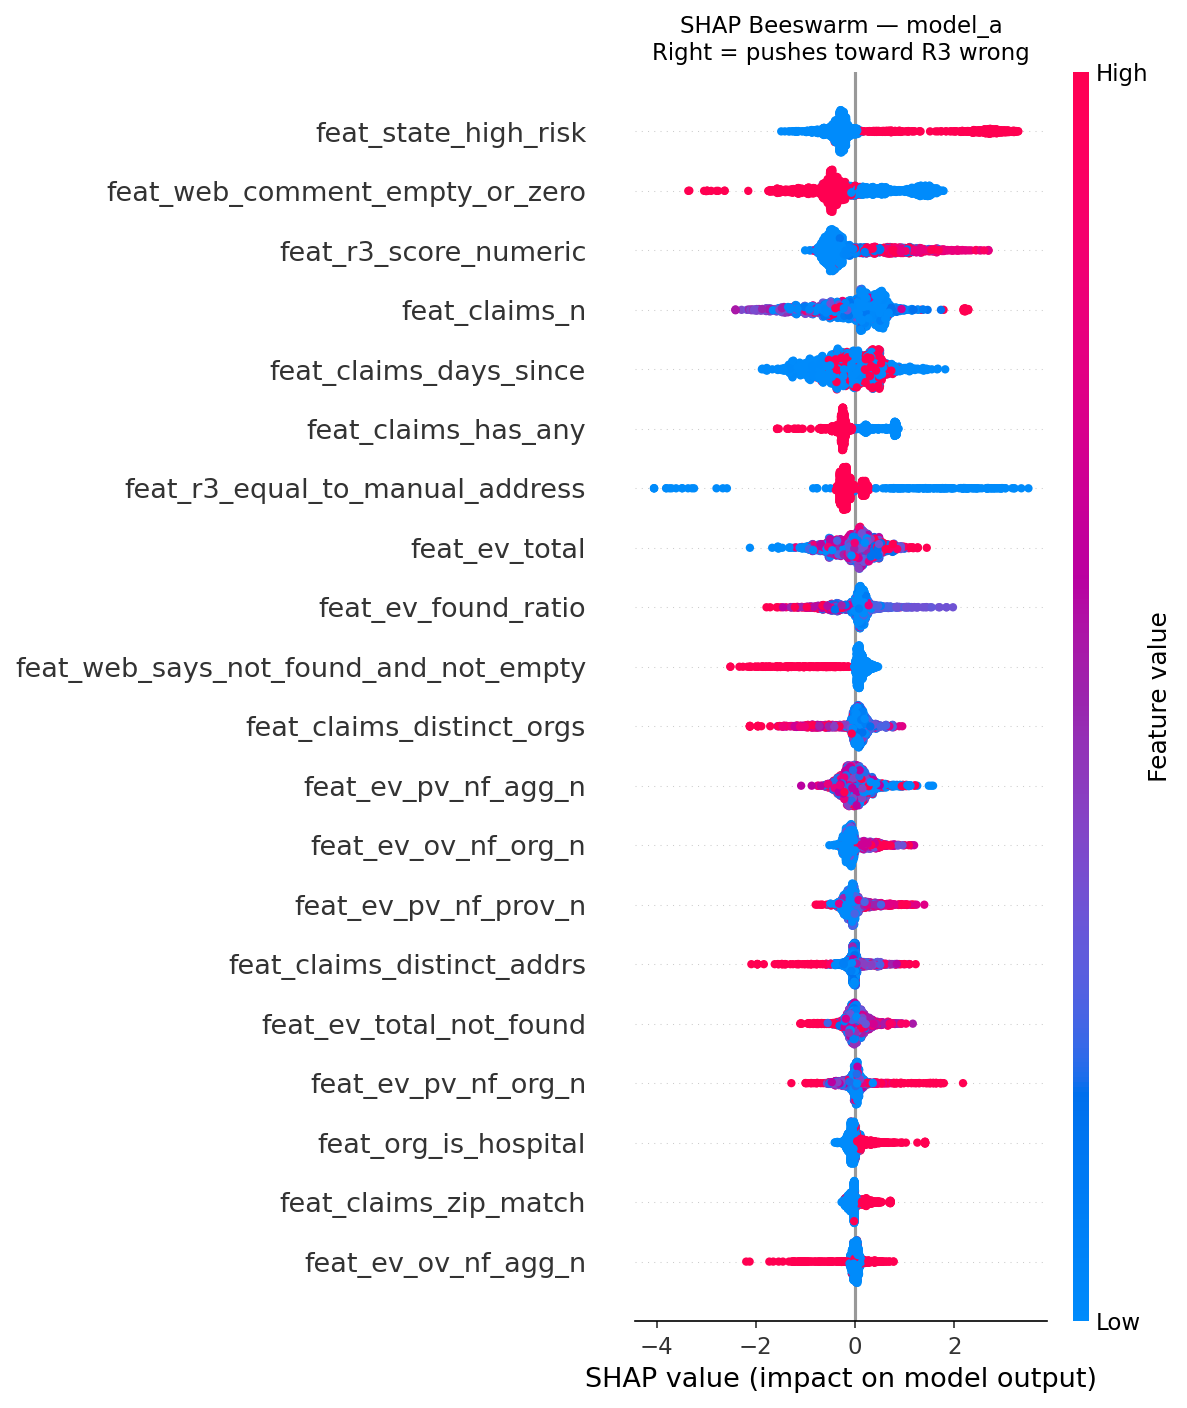 SHAP Beeswarm — model_a
Right = pushes toward R3 wrong
High
feat_state_high_risk
feat_web_comment_empty_or_zero
feat_r3_score_numeric
feat_claims_n
feat_claims_days_since
feat_claims_has_any
feat_r3_equal_to_manual_address
feat_ev_total
feat_ev_found_ratio
feat_web_says_not_found_and_not_empty
feat_claims_distinct_orgs
feat_ev_pv_nf_agg_n
feat_ev_ov_nf_org_n
feat_ev_pv_nf_prov_n
feat_claims_distinct_addrs
feat_ev_total_not_found
feat_ev_pv_nf_org_n
feat_org_is_hospital
feat_claims_zip_match
feat_ev_ov_nf_agg_n
Feature value
Low
−4 −2 0 2
SHAP value (impact on model output)